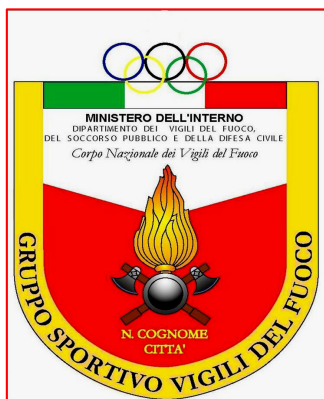 MINISTERO DELL'INTERNO
DIPARTIMENTO DEI VIGILI DEL FUOCO,
DEL SOCCORSO PUBBLICO E DELLA DIFESA CIVILE
Corpo Nazionale dei Vigili del Fuoco
N. COGNOME
CITTA'
GRUPPO SPORTIVO VIGILI DEL FUOCO